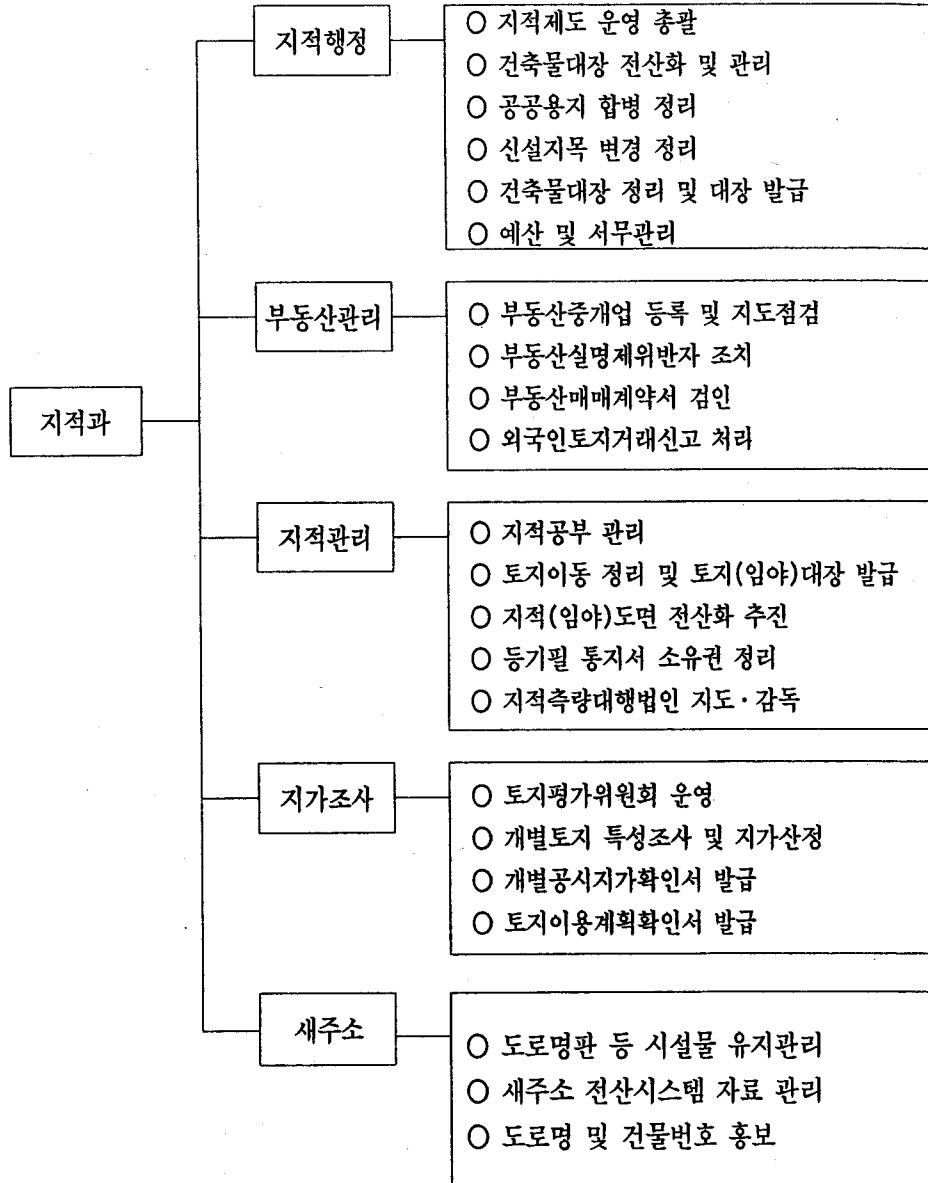 지적과
지적행정
○ 지적제도 운영 총괄
○ 건축물대장 전산화 및 관리
○ 공공용지 합병 정리
○ 신설지목 변경 정리
○ 건축물대장 정리 및 대장 발급
○ 예산 및 서무관리
부동산관리
○ 부동산중개업 등록 및 지도점검
○ 부동산실명제위반자 조치
○ 부동산매매계약서 검인
○ 외국인토지거래신고 처리
지적관리
○ 지적공부 관리
○ 토지이동 정리 및 토지(임야)대장 발급
○ 지적(임야)도면 전산화 추진
○ 등기필 통지서 소유권 정리
○ 지적측량대행법인 지도·감독
지가조사
○ 토지평가위원회 운영
○ 개별토지 특성조사 및 지가산정
○ 개별공시지가확인서 발급
○ 토지이용계획확인서 발급
새주소
○ 도로명판 등 시설물 유지관리
○ 새주소 전산시스템 자료 관리
○ 도로명 및 건물번호 홍보